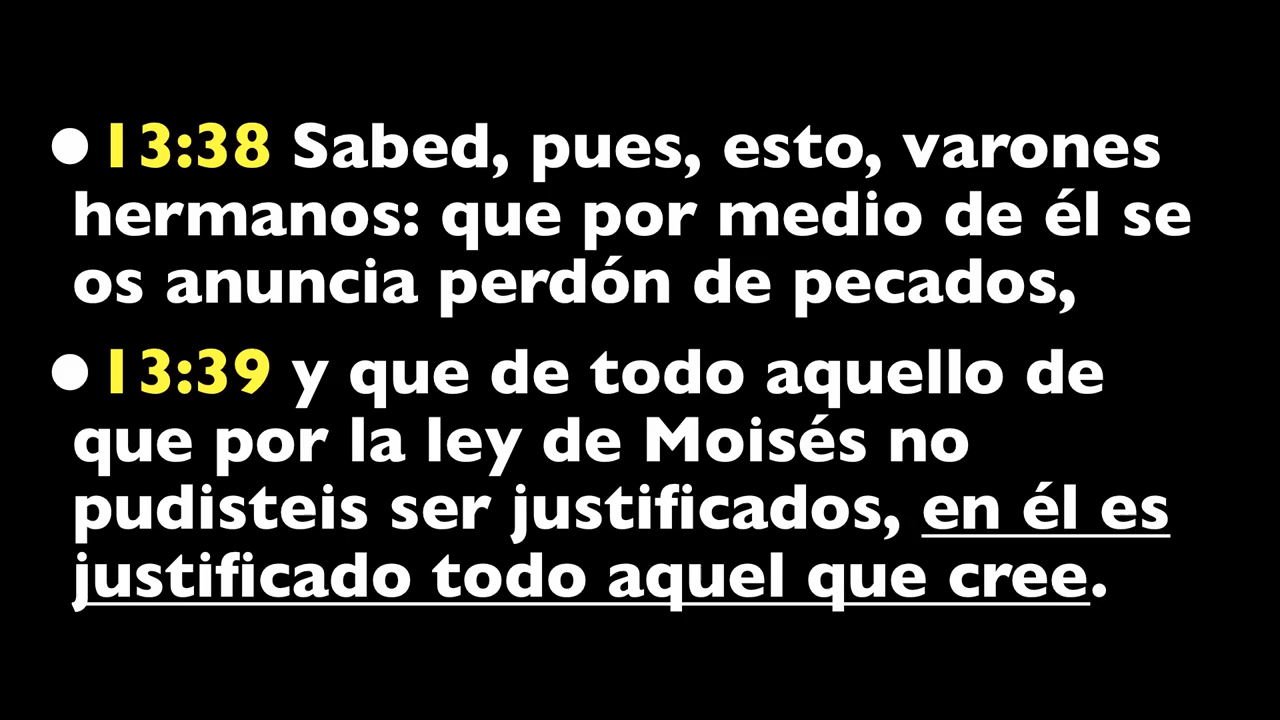 ●13:38 Sabed, pues, esto, varones
hermanos: que por medio de él se
os anuncia perdón de pecados,
●13:39 y que de todo aquello de
que por la ley de Moisés no
pudisteis ser justificados, en él es
justificado todo aquel que cree.